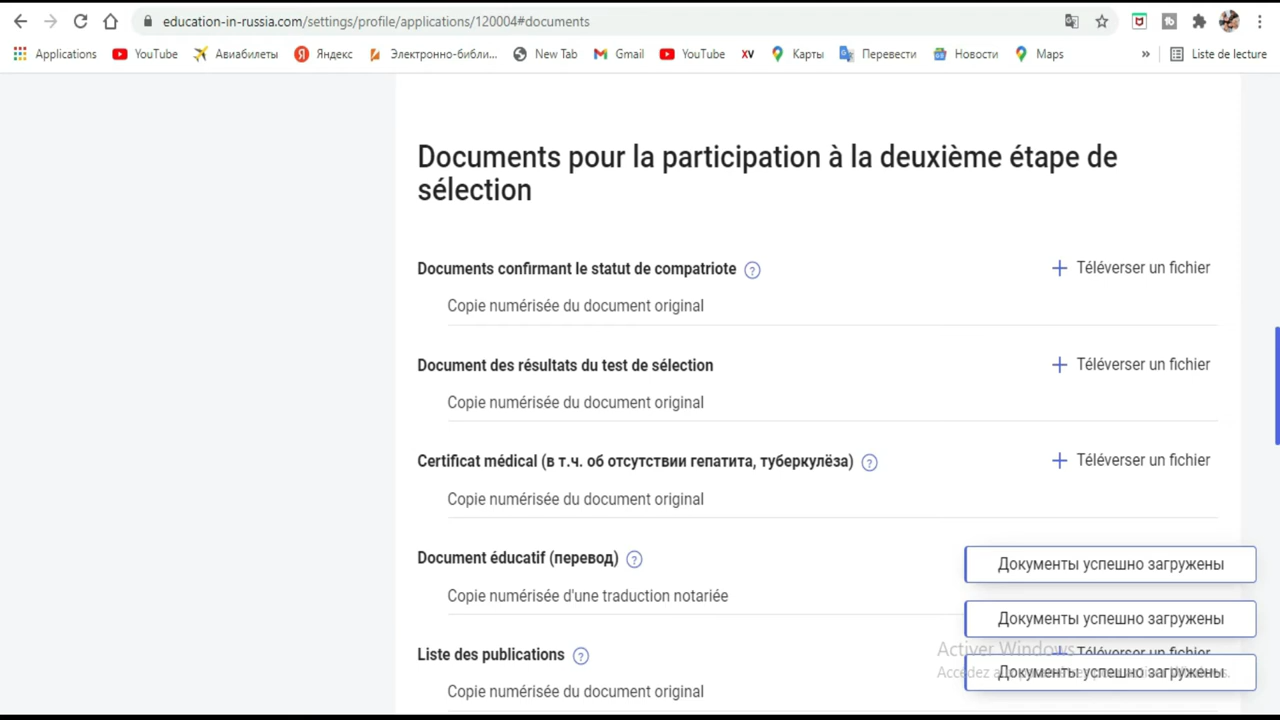 education-in-russia.com/settings/profile/applications/120004#documents
Applications YouTube Авиабилеты Яндекс Электронно-библи... New Tab Gmail YouTube XV Карты Перевести Новости Maps » Liste de lecture
Documents pour la participation à la deuxième étape de
sélection
Documents confirmant le statut de compatriote ? + Téléverser un fichier
Copie numérisée du document original
Document des résultats du test de sélection + Téléverser un fichier
Copie numérisée du document original
Certificat médical (в т.ч. об отсутствии гепатита, туберкулёза) ? + Téléverser un fichier
Copie numérisée du document original
Document éducatif (перевод) ?
Документы успешно загружены
Copie numérisée d'une traduction notariée
Документы успешно загружены
Liste des publications ? + Téléverser un fichier
Activer Windows
Документы успешно загружены
Copie numérisée du document original